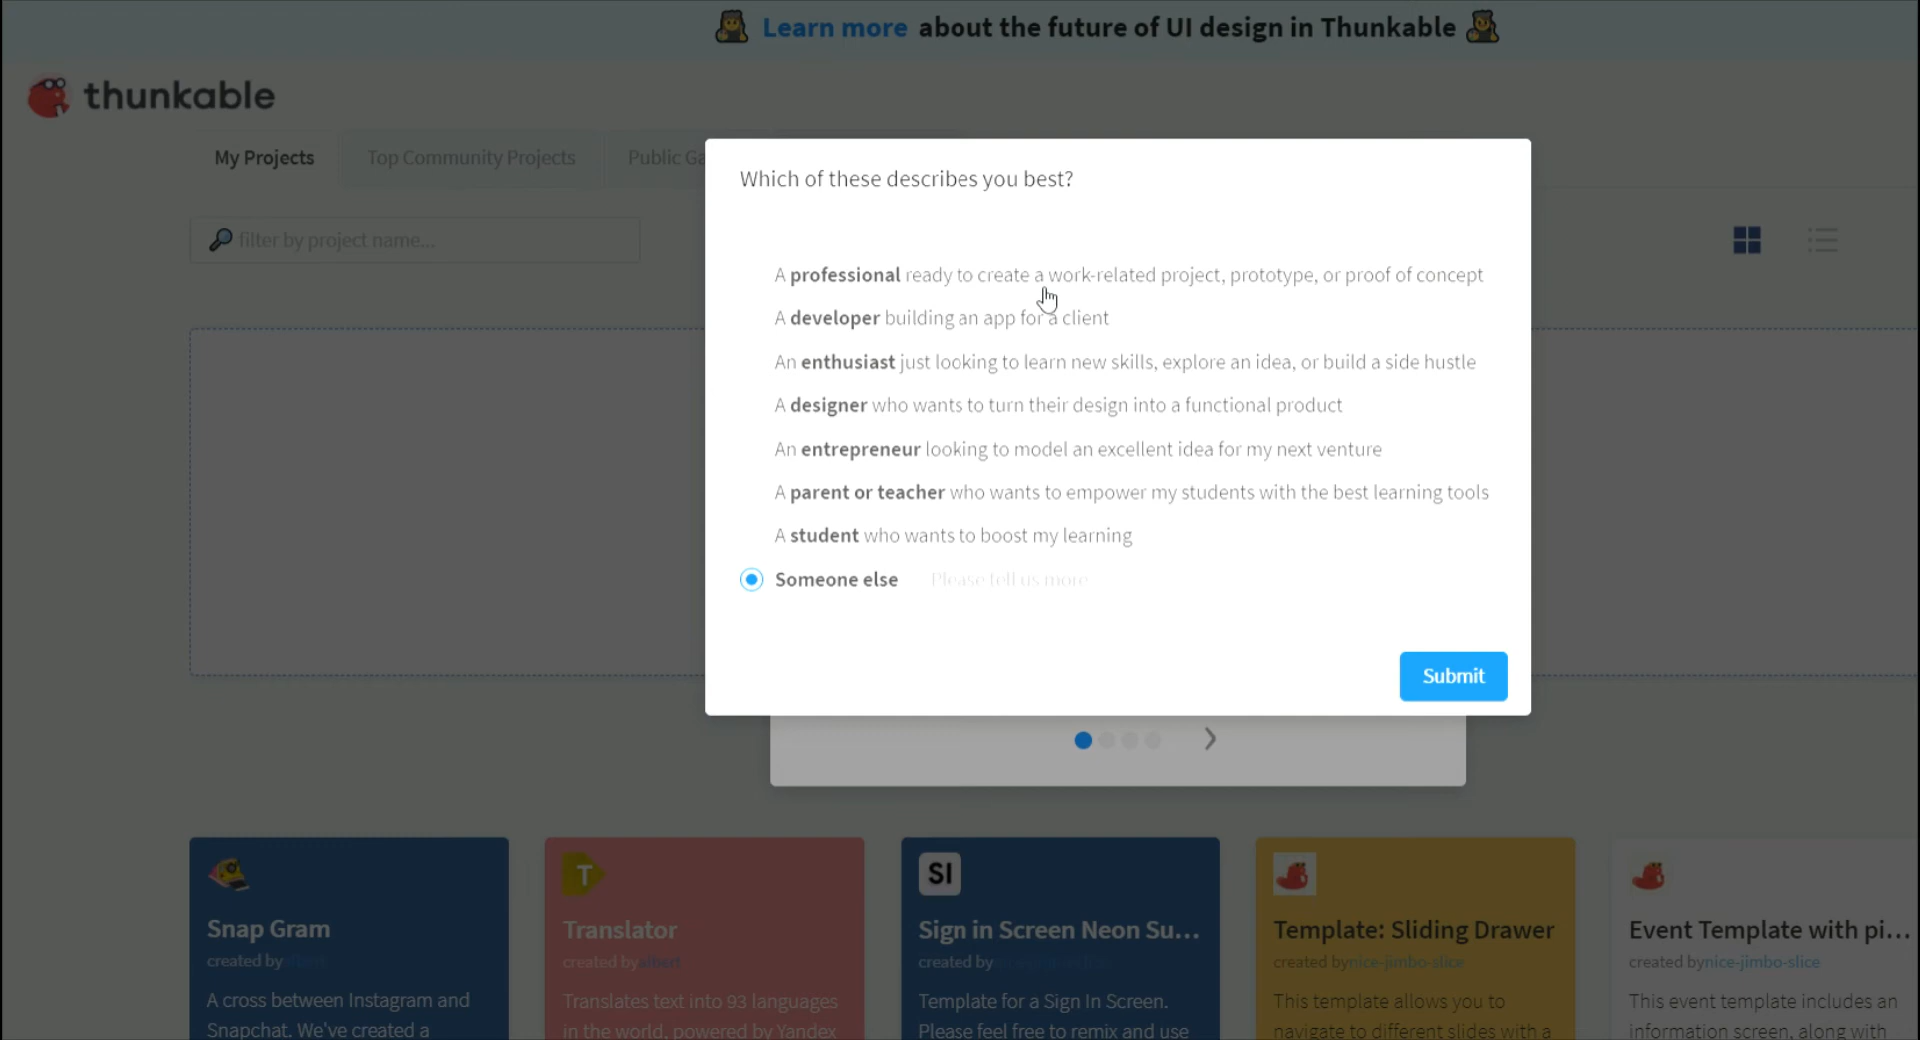 Learn more about the future of UI design in Thunkable
thunkable
My Projects
Top Community Projects
Public Ga
filter by project name...
Which of these describes you best?
A professional ready to create a work-related project, prototype, or proof of concept
A developer building an app for a client
An enthusiast just looking to learn new skills, explore an idea, or build a side hustle
A designer who wants to turn their design into a functional product
An entrepreneur looking to model an excellent idea for my next venture
A parent or teacher who wants to empower my students with the best learning tools
A student who wants to boost my learning
Someone else Please tell us more
Submit
T
SI
Snap Gram
created by albert
A cross between Instagram and
Snapchat. We've created a
Translator
created by albert
Translates text into 93 languages
in the world, powered by Yandex
Sign in Screen Neon Su...
created by
Template for a Sign In Screen.
Please feel free to remix and use
Template: Sliding Drawer
created bynice-jimbo-slice
This template allows you to
navigate to different slides with a
Event Template with pi...
created bynice-jimbo-slice
This event template includes an
information screen, along with